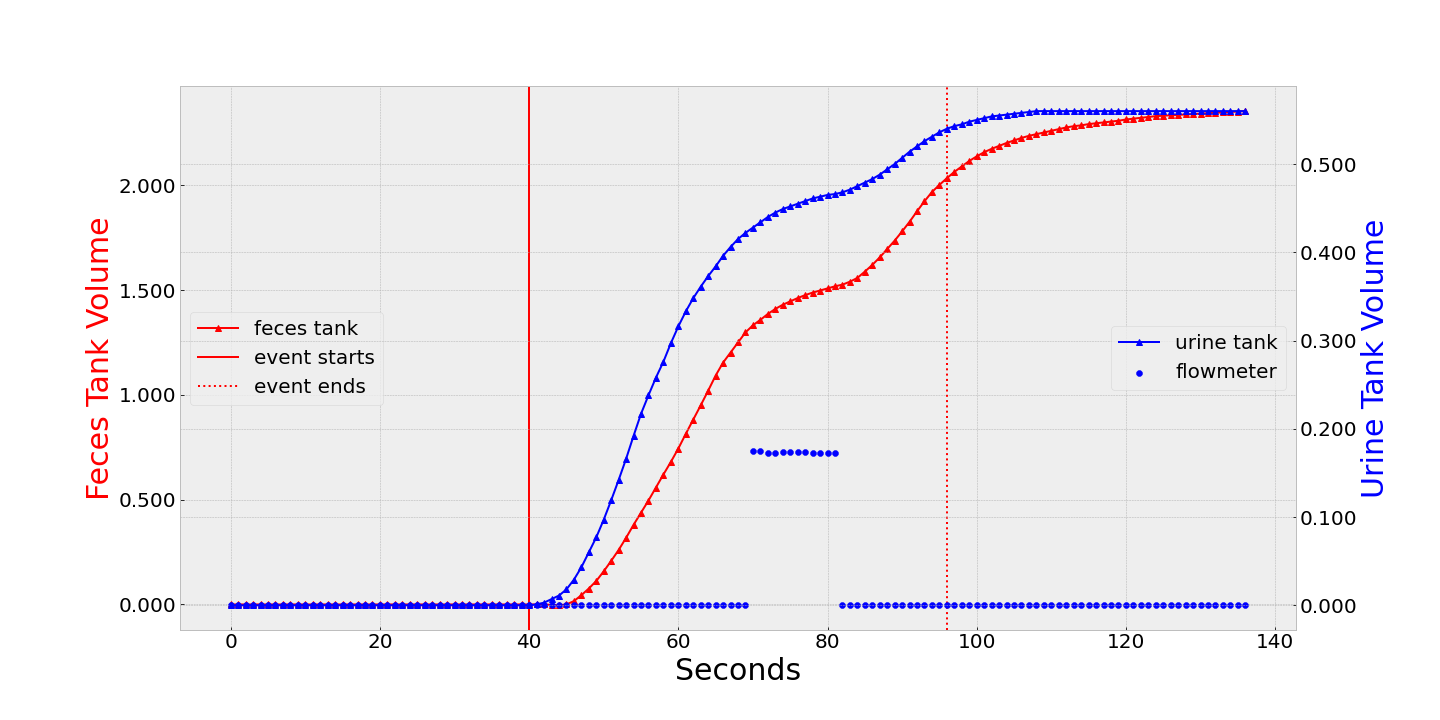 Feces Tank Volume
2.000
1.500
1.000
0.500
0.000
feces tank
event starts
event ends
urine tank
flowmeter
0.500
0.400
0.300
0.200
0.100
0.000
Urine Tank Volume
0 20 40 60 80 100 120 140
Seconds